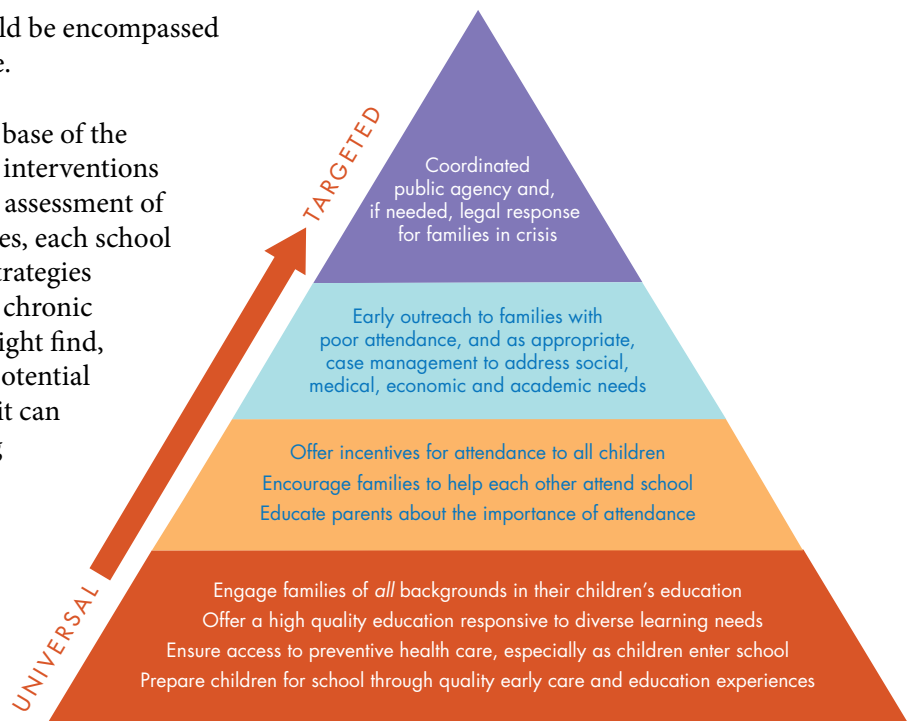 ld be encompassed
e.
base of the
interventions
assessment of
es, each school
trategies
chronic
ight find,
otential
it can
g
TARGETED
UNIVERSAL
Coordinated
public agency and,
if needed, legal response
for families in crisis
Early outreach to families with
poor attendance, and as appropriate,
case management to address social,
medical, economic and academic needs
Offer incentives for attendance to all children
Encourage families to help each other attend school
Educate parents about the importance of attendance
Engage families of all backgrounds in their children’s education
Offer a high quality education responsive to diverse learning needs
Ensure access to preventive health care, especially as children enter school
Prepare children for school through quality early care and education experiences